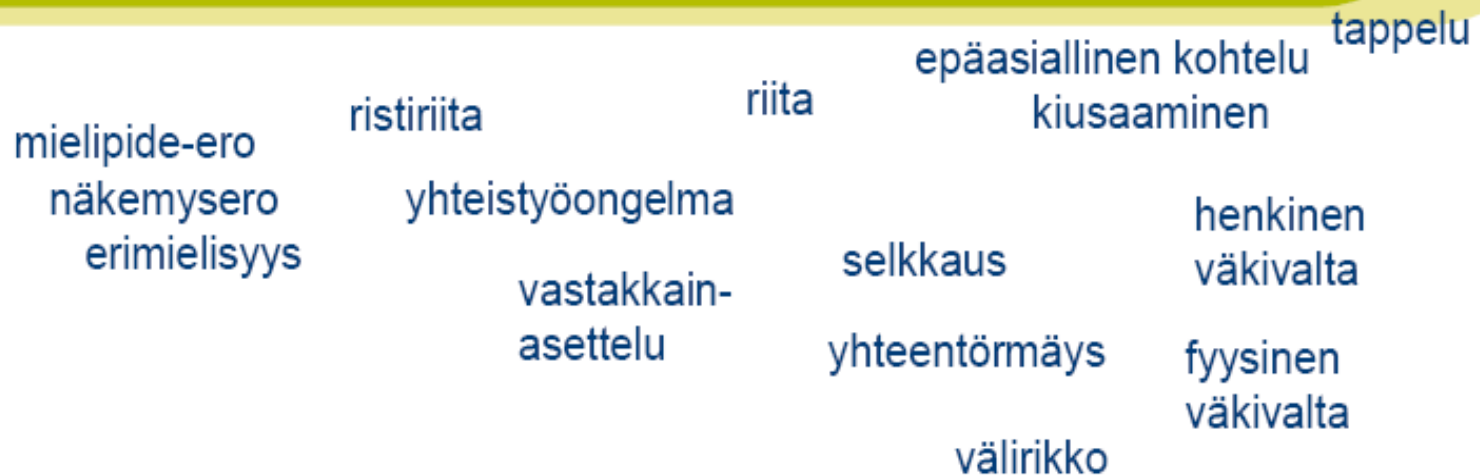 tappelu
epäasiallinen kohtelu
kiusaaminen
riita
ristiriita
mielipide-ero
näkemysero
erimielisyys
yhteistyöongelma
vastakkain-
asettelu
selkkaus
yhteentörmäys
välirikko
henkinen
väkivalta
fyysinen
väkivalta